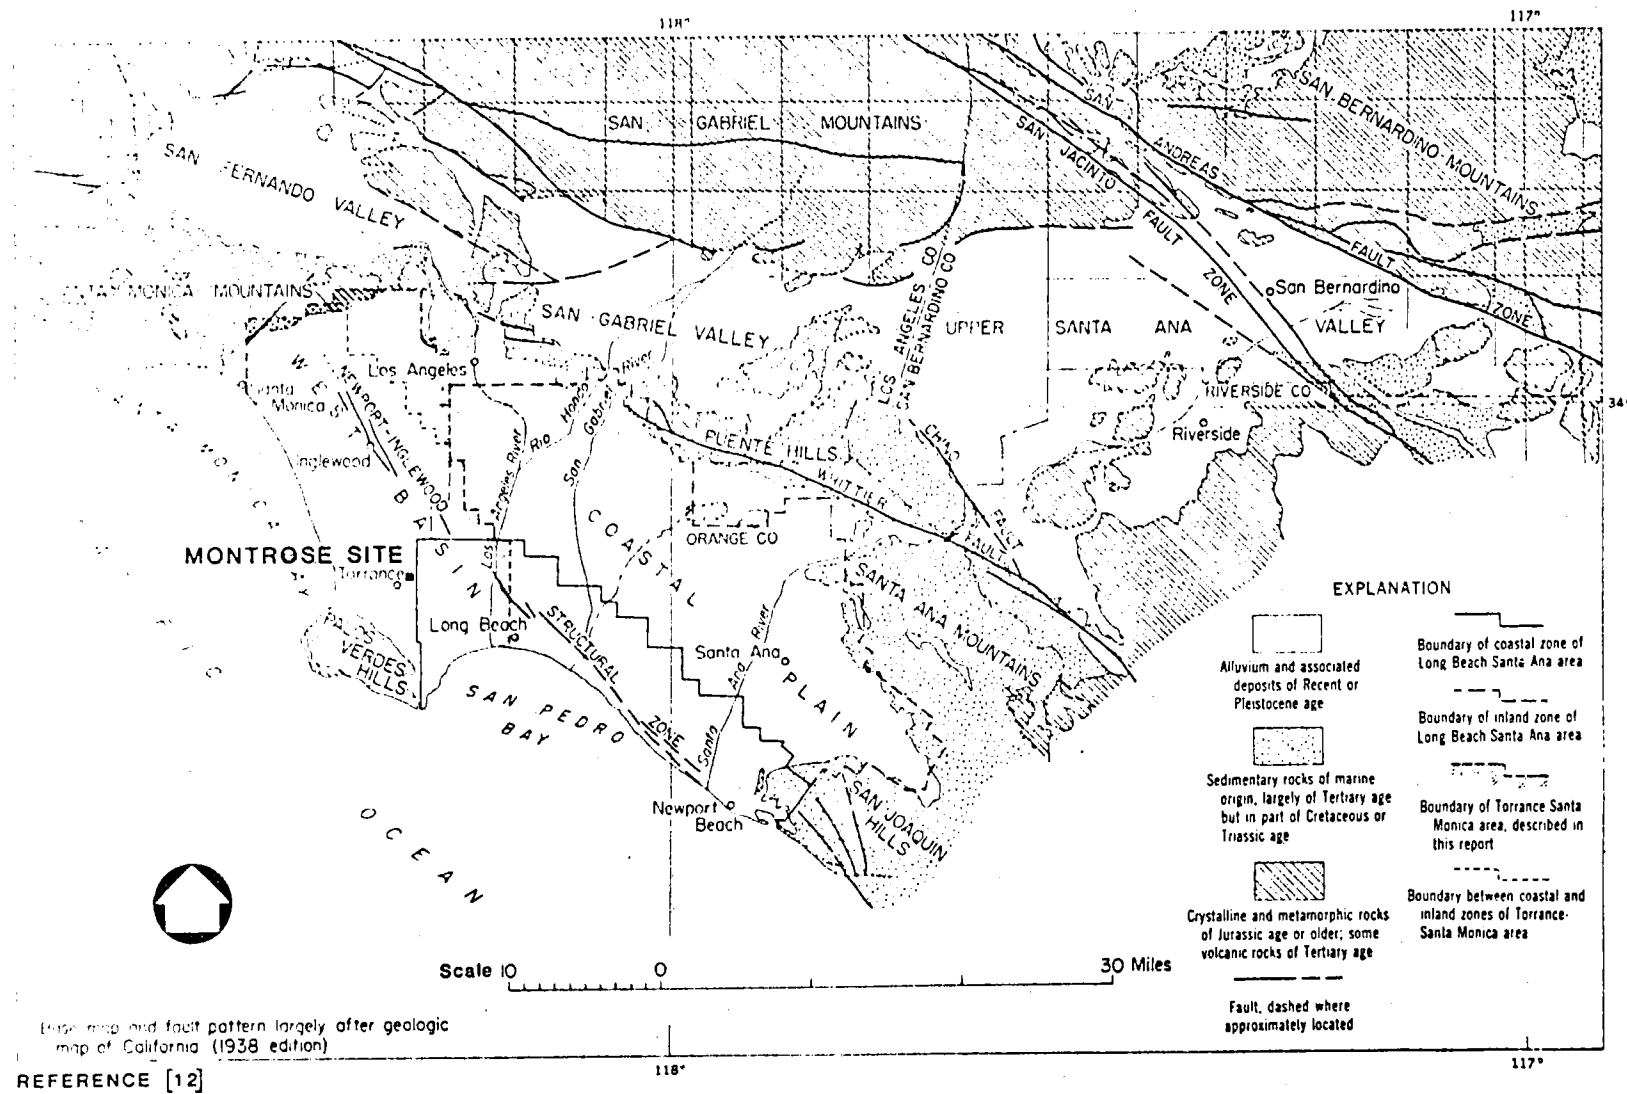 118°
117°
SAN GABRIEL MOUNTAINS
SAN BERNARDINO MOUNTAINS
SAN ANDREAS FAULT ZONE
SAN JACINTO FAULT ZONE
SAN FERNANDO VALLEY
MONICA MOUNTAINS
SAN GABRIEL VALLEY
LOS ANGELES CO
SAN BERNARDINO CO
UPPER SANTA ANA VALLEY
San Bernardino
RIVERSIDE CO
Riverside
34°
Los Angeles
Santa
Monica
WEST BASIN
NEWPORT-INGLEWOOD
STRUCTURAL
ZONE
Inglewood
Rio Hondo
San Gabriel River
Los Angeles River
PUENTE HILLS
WHITTIER
FAULT
CHINO
FAULT
ORANGE CO
COASTAL
PLAIN
MONTROSE SITE
Torrance
Long Beach
PALOS
VERDES
HILLS
SAN PEDRO
BAY
Santa Ana
Santa Ana River
SANTA ANA MOUNTAINS
Newport
Beach
SAN JOAQUIN
HILLS
OCEAN
EXPLANATION
Alluvium and associated
deposits of Recent or
Pleistocene age
Sedimentary rocks of marine
origin, largely of Tertiary age
but in part of Cretaceous or
Triassic age
Crystalline and metamorphic rocks
of Jurassic age or older; some
volcanic rocks of Tertiary age
Fault, dashed where
approximately located
Boundary of coastal zone of
Long Beach Santa Ana area
Boundary of inland zone of
Long Beach Santa Ana area
Boundary of Torrance Santa
Monica area, described in
this report
Boundary between coastal and
inland zones of Torrance-
Santa Monica area
Scale 10 0 30 Miles
Base map and fault pattern largely after geologic
map of California (1938 edition)
118°
117°
REFERENCE [12]